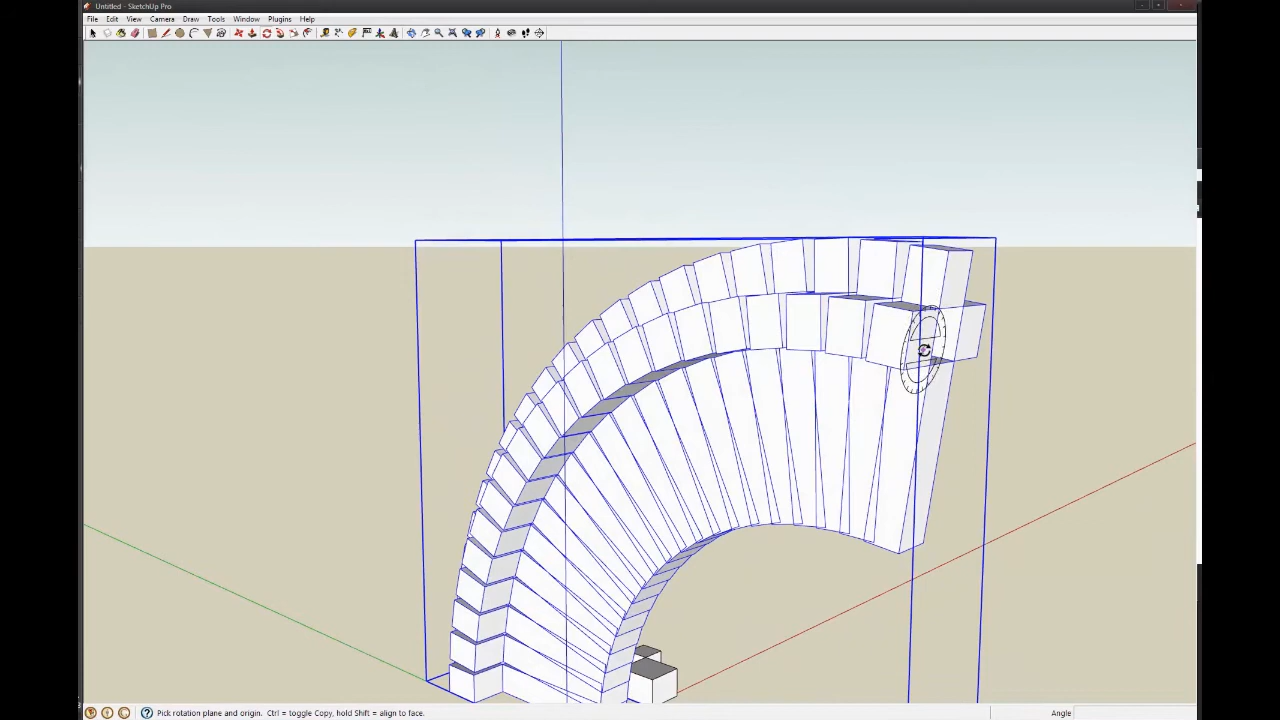 Untitled - SketchUp Pro
File Edit View Camera Draw Tools Window Plugins Help
Pick rotation plane and origin. Ctrl = toggle Copy, hold Shift = align to face.
Angle